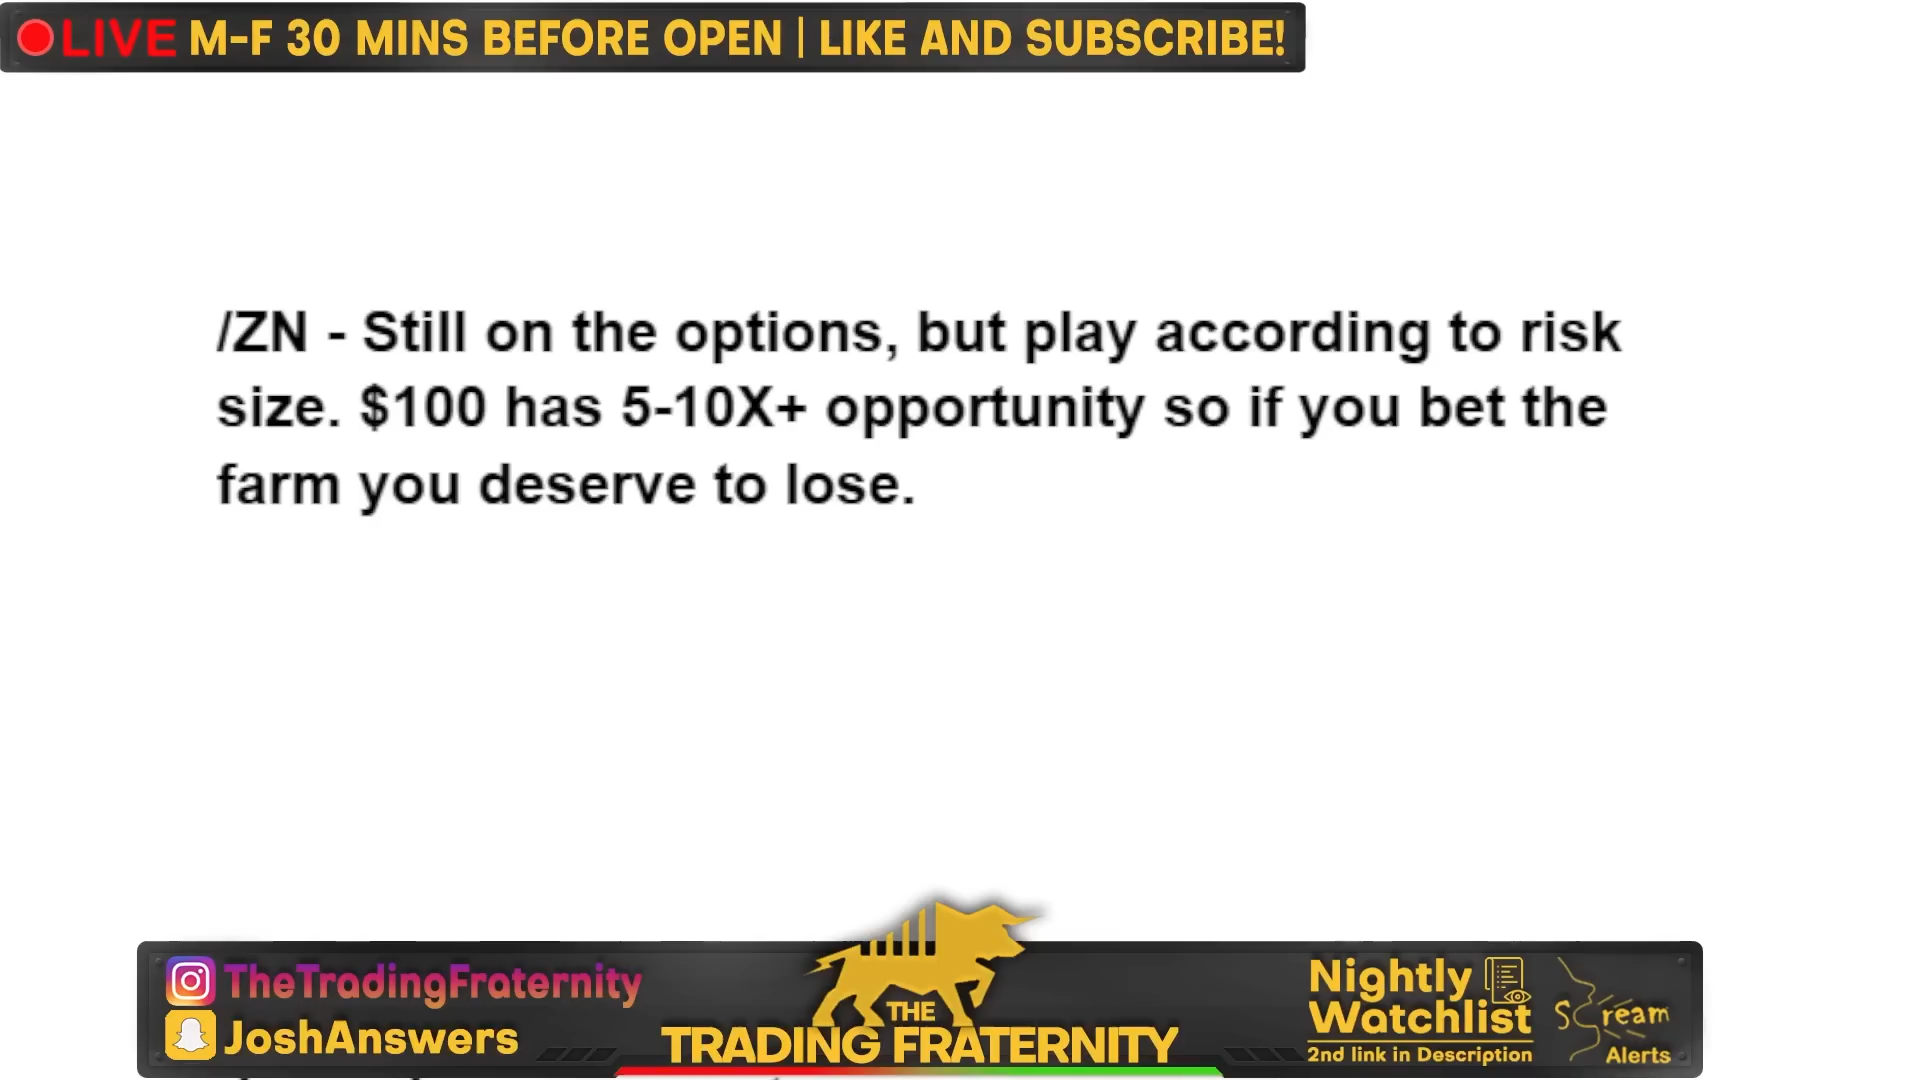 LIVE M-F 30 MINS BEFORE OPEN | LIKE AND SUBSCRIBE!
/ZN - Still on the options, but play according to risk
size. $100 has 5-10X+ opportunity so if you bet the
farm you deserve to lose.
TheTradingFraternity
JoshAnswers
THE
TRADING FRATERNITY
Nightly
Watchlist
2nd link in Description
Scream
Alerts